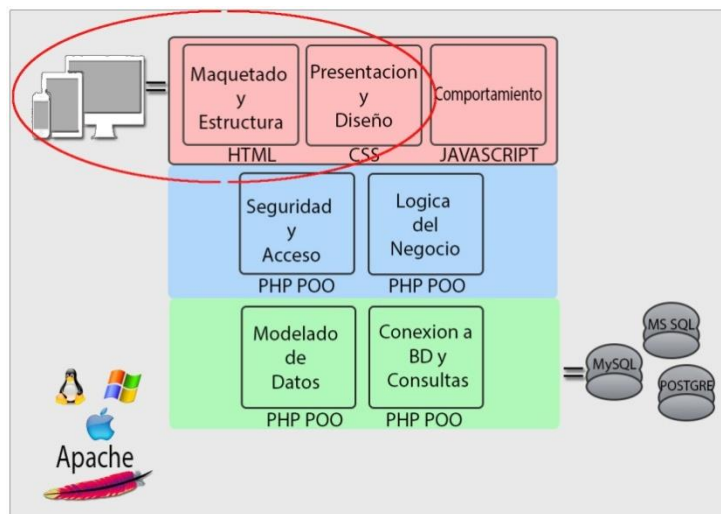 Maquetado
y
Estructura
HTML
Presentacion
y
Diseño
CSS
Comportamiento
JAVASCRIPT
Seguridad
y
Acceso
PHP POO
Logica
del
Negocio
PHP POO
Modelado
de
Datos
PHP POO
Conexion a
BD y
Consultas
PHP POO
MS SQL
MySQL
POSTGRE
Apache